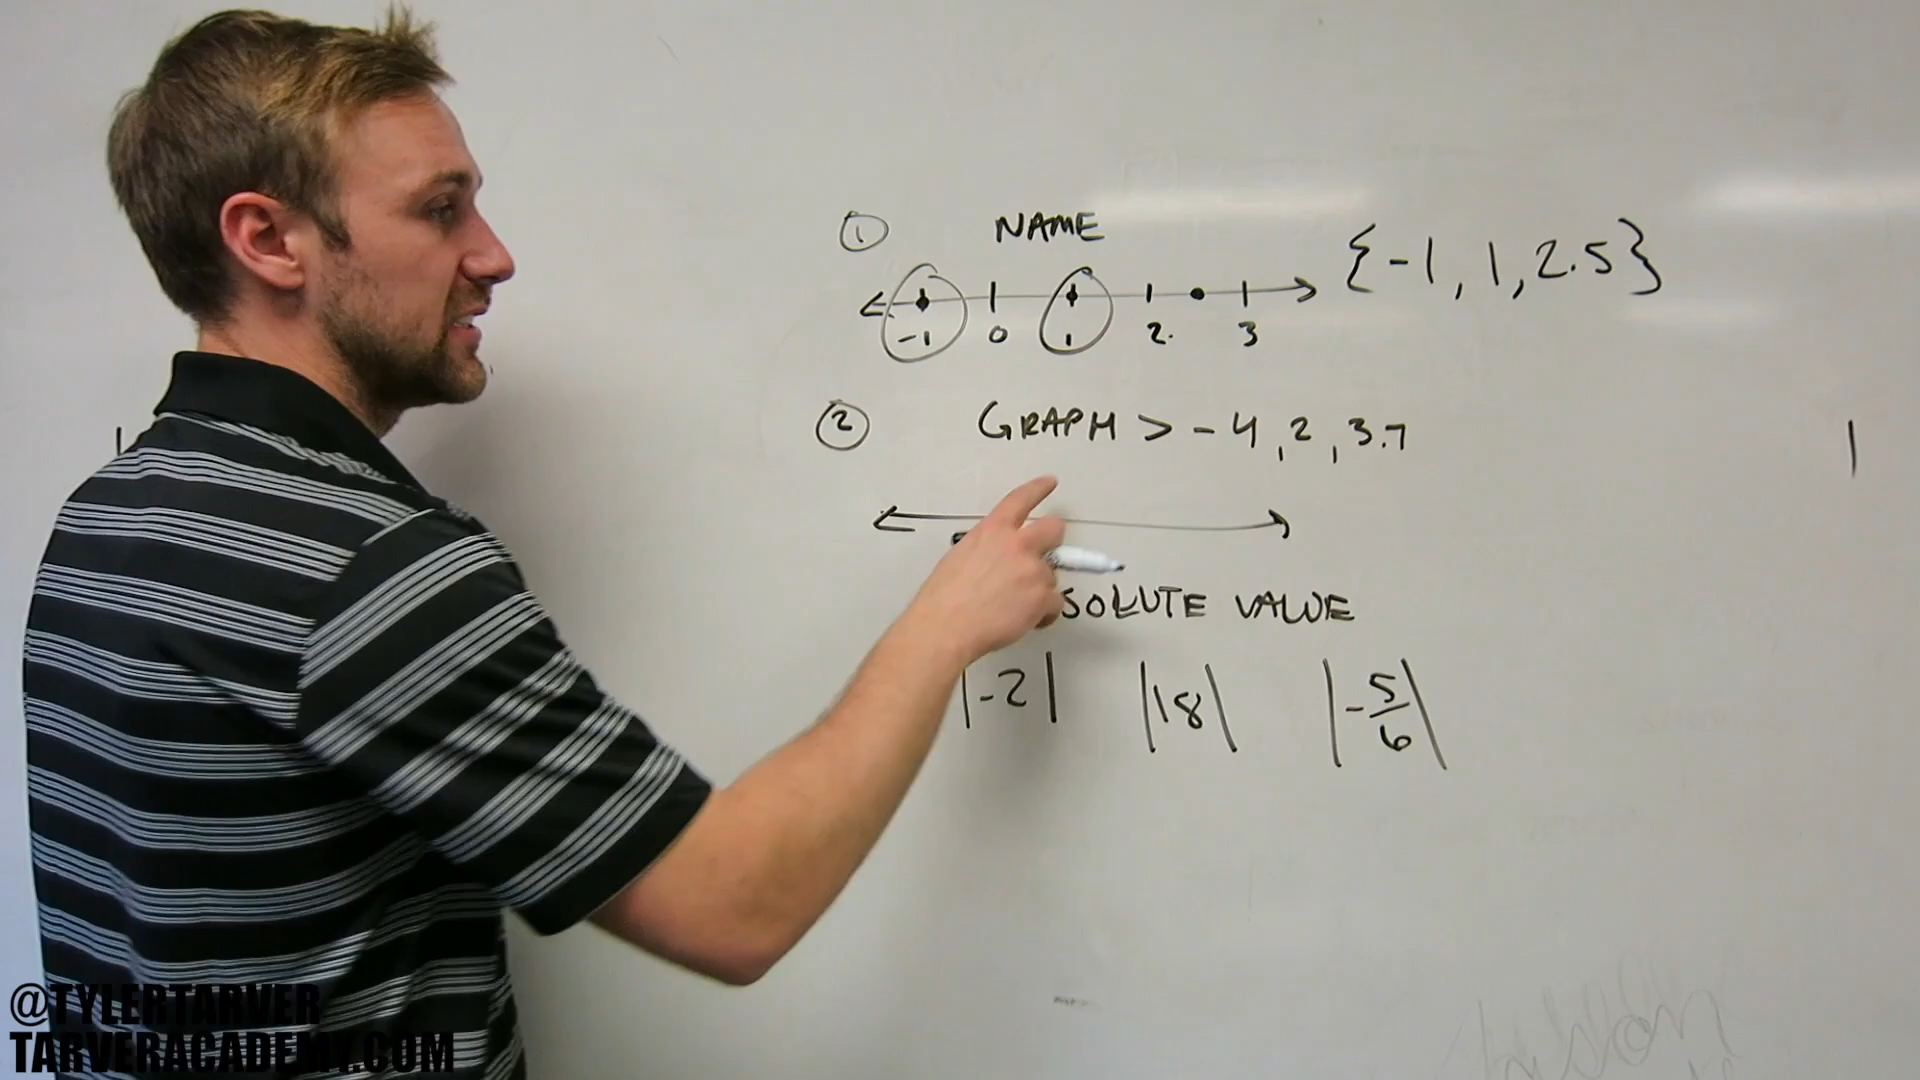 ① NAME
{-1, 1, 2.5}
-1 0 1 2 3
② GRAPH > -4, 2, 3.7
SOLUTE VALUE
|-2| |18| |-5/6|
@TYLERTARVER
TARVERACADEMY.COM